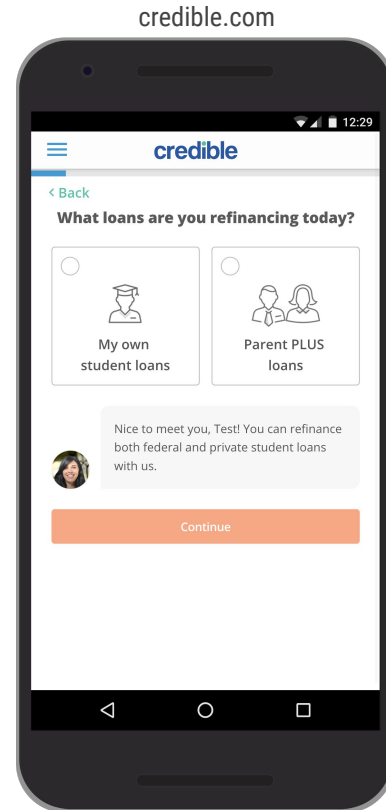 credible.com
12:29
credible
< Back
What loans are you refinancing today?
My own
student loans
Parent PLUS
loans
Nice to meet you, Test! You can refinance
both federal and private student loans
with us.
Continue